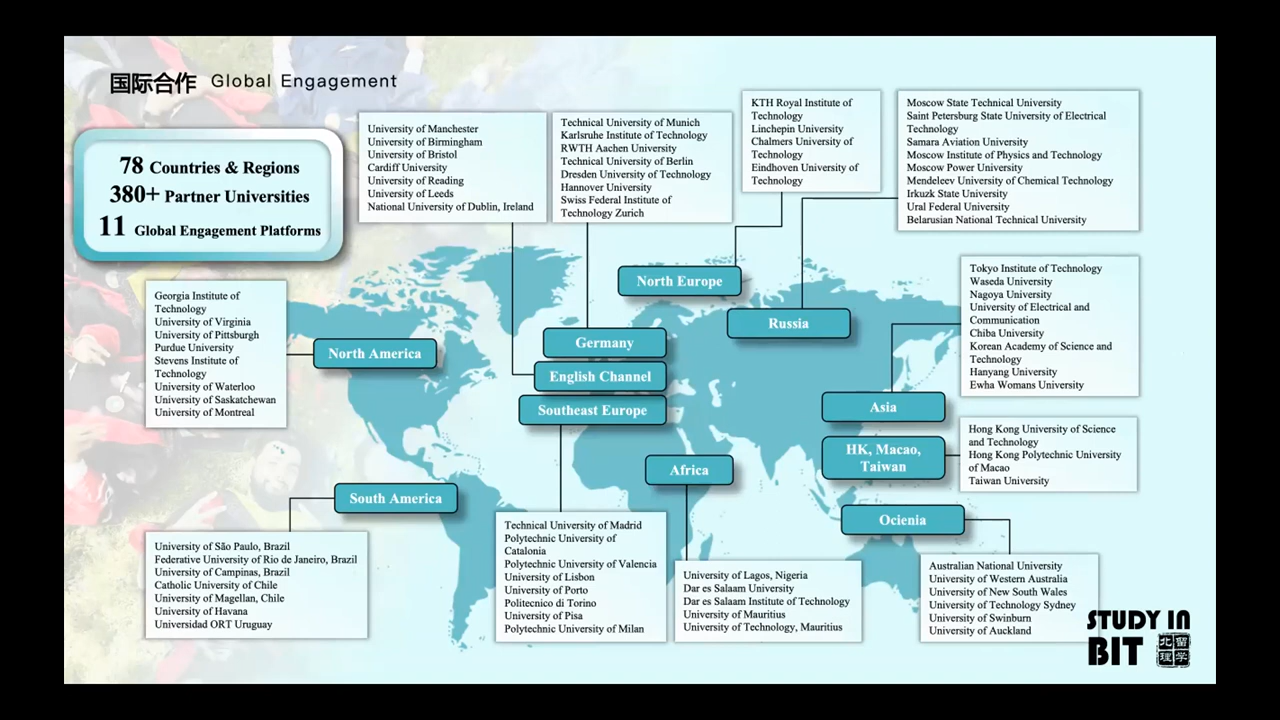 国际合作 Global Engagement
78 Countries & Regions
380+ Partner Universities
11 Global Engagement Platforms
University of Manchester
University of Birmingham
University of Bristol
Cardiff University
University of Reading
University of Leeds
National University of Dublin, Ireland
Technical University of Munich
Karlsruhe Institute of Technology
RWTH Aachen University
Technical University of Berlin
Dresden University of Technology
Hannover University
Swiss Federal Institute of
Technology Zurich
KTH Royal Institute of
Technology
Linchepin University
Chalmers University of
Technology
Eindhoven University of
Technology
Moscow State Technical University
Saint Petersburg State University of Electrical
Technology
Samara Aviation University
Moscow Institute of Physics and Technology
Moscow Power University
Mendeleev University of Chemical Technology
Irkuzk State University
Ural Federal University
Belarusian National Technical University
North Europe
Russia
Germany
English Channel
Southeast Europe
North America
Georgia Institute of
Technology
University of Virginia
University of Pittsburgh
Purdue University
Stevens Institute of
Technology
University of Waterloo
University of Saskatchewan
University of Montreal
Tokyo Institute of Technology
Waseda University
Nagoya University
University of Electrical and
Communication
Chiba University
Korean Academy of Science and
Technology
Hanyang University
Ewha Womans University
Asia
HK, Macao,
Taiwan
Hong Kong University of Science
and Technology
Hong Kong Polytechnic University
of Macao
Taiwan University
Africa
South America
Ocienia
University of São Paulo, Brazil
Federative University of Rio de Janeiro, Brazil
University of Campinas, Brazil
Catholic University of Chile
University of Magellan, Chile
University of Havana
Universidad ORT Uruguay
Technical University of Madrid
Polytechnic University of
Catalonia
Polytechnic University of Valencia
University of Lisbon
University of Porto
Politecnico di Torino
University of Pisa
Polytechnic University of Milan
University of Lagos, Nigeria
Dar es Salaam University
Dar es Salaam Institute of Technology
University of Mauritius
University of Technology, Mauritius
Australian National University
University of Western Australia
University of New South Wales
University of Technology Sydney
University of Swinburn
University of Auckland
STUDY IN
BIT
北理留学